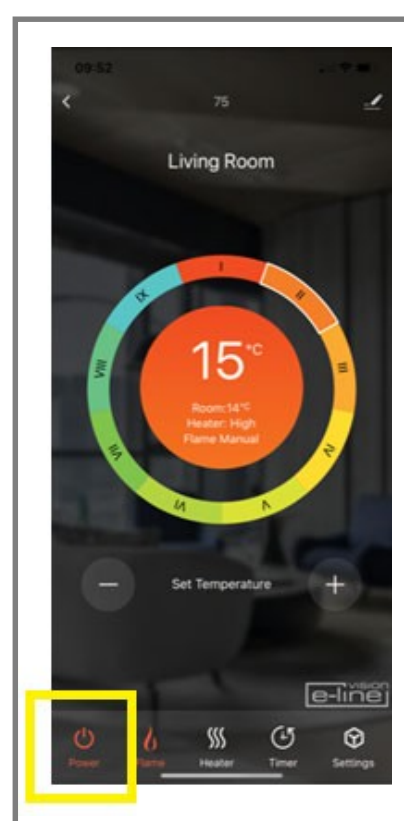 09:52
75
Living Room
I
II
III
IV
V
VI
VII
VIII
IX
15°C
Room:14°C
Heater: High
Flame Manual
Set Temperature
vision
e-line
Power
Flame
Heater
Timer
Settings